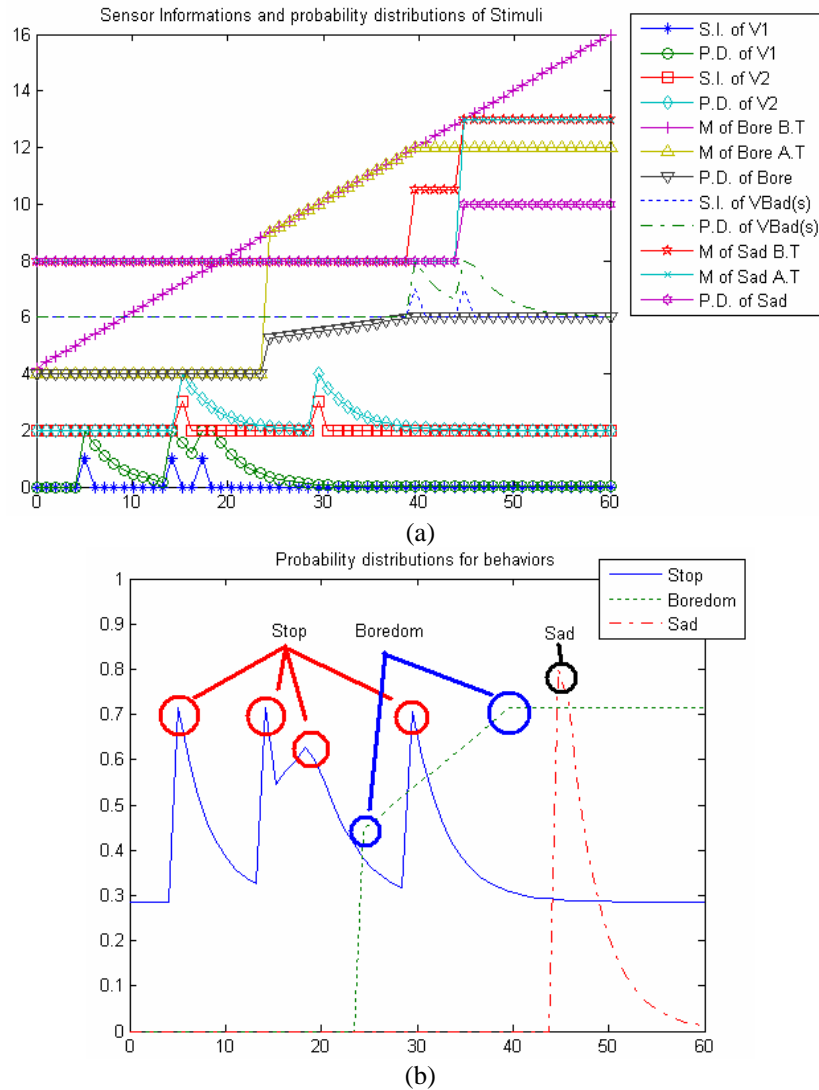 Sensor Informations and probability distributions of Stimuli
16
14
12
10
8
6
4
2
0
0 10 20 30 40 50 60
S.I. of V1
P.D. of V1
S.I. of V2
P.D. of V2
M of Bore B.T
M of Bore A.T
P.D. of Bore
S.I. of VBad(s)
P.D. of VBad(s)
M of Sad B.T
M of Sad A.T
P.D. of Sad
(a)
Probability distributions for behaviors
1
0.9
0.8
0.7
0.6
0.5
0.4
0.3
0.2
0.1
0
0 10 20 30 40 50 60
Stop
Boredom
Sad
Stop Boredom Sad
(b)